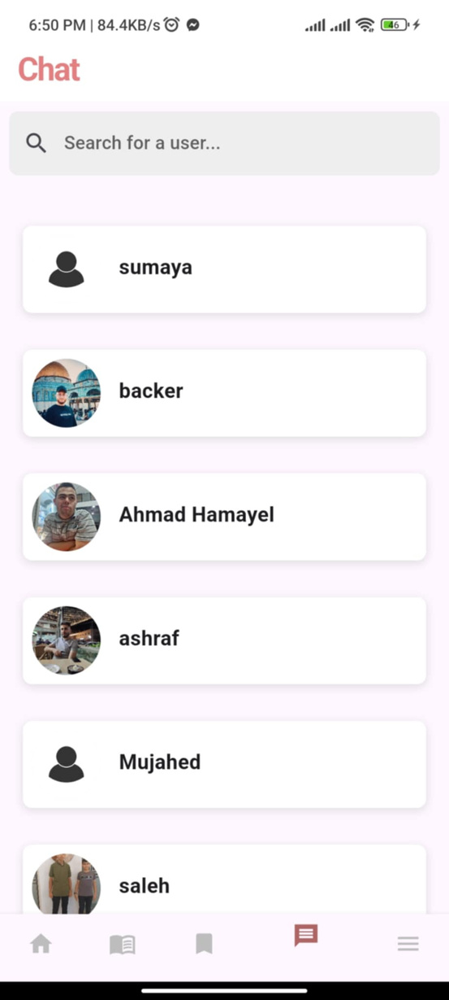 6:50 PM | 84.4KB/s
46
Chat
Search for a user...
sumaya
backer
Ahmad Hamayel
ashraf
Mujahed
saleh